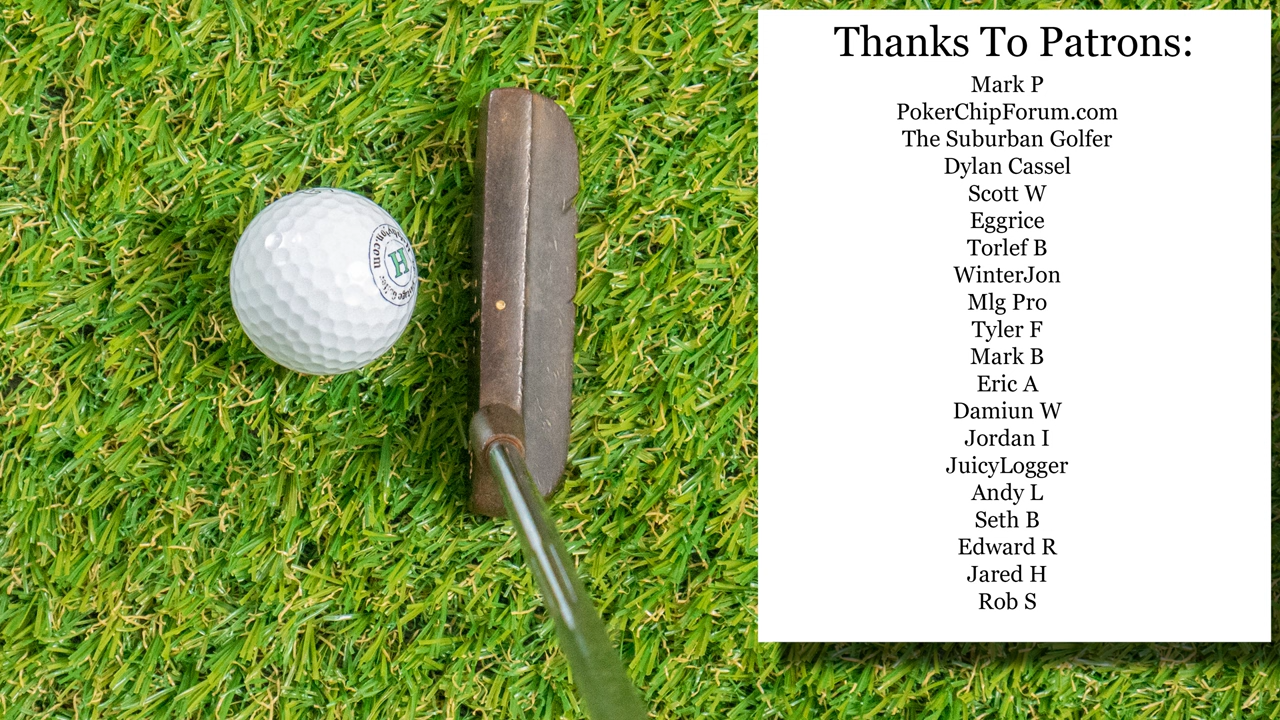 H
Thanks To Patrons:
Mark P
PokerChipForum.com
The Suburban Golfer
Dylan Cassel
Scott W
Eggrice
Torlef B
WinterJon
Mlg Pro
Tyler F
Mark B
Eric A
Damiun W
Jordan I
JuicyLogger
Andy L
Seth B
Edward R
Jared H
Rob S